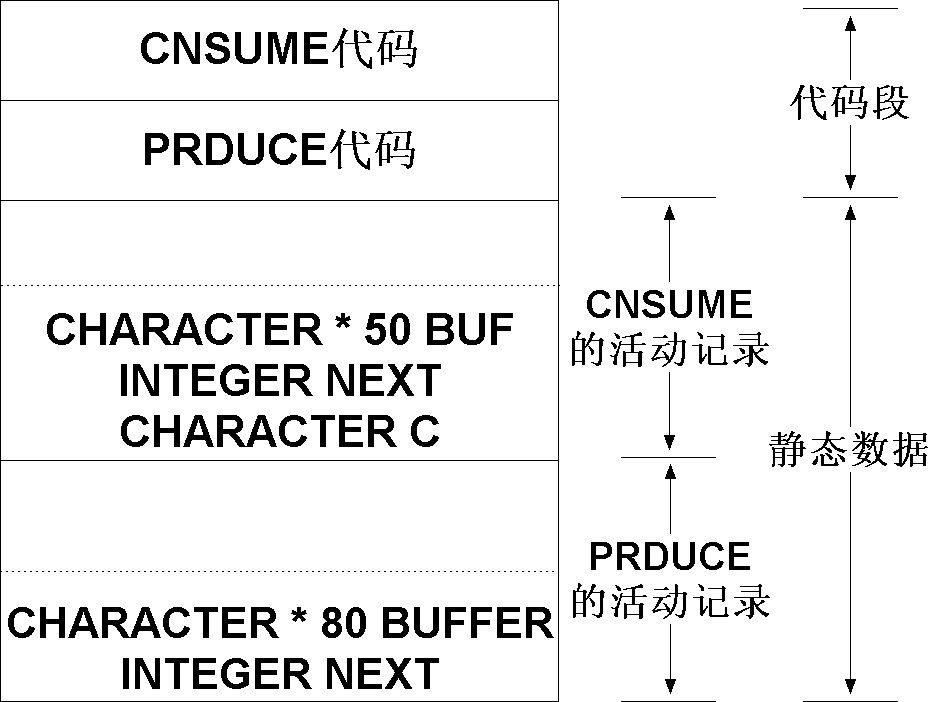 CNSUME代码
PRDUCE代码
CHARACTER * 50 BUF
INTEGER NEXT
CHARACTER C
CHARACTER * 80 BUFFER
INTEGER NEXT
CNSUME
的活动记录
PRDUCE
的活动记录
代码段
静态数据